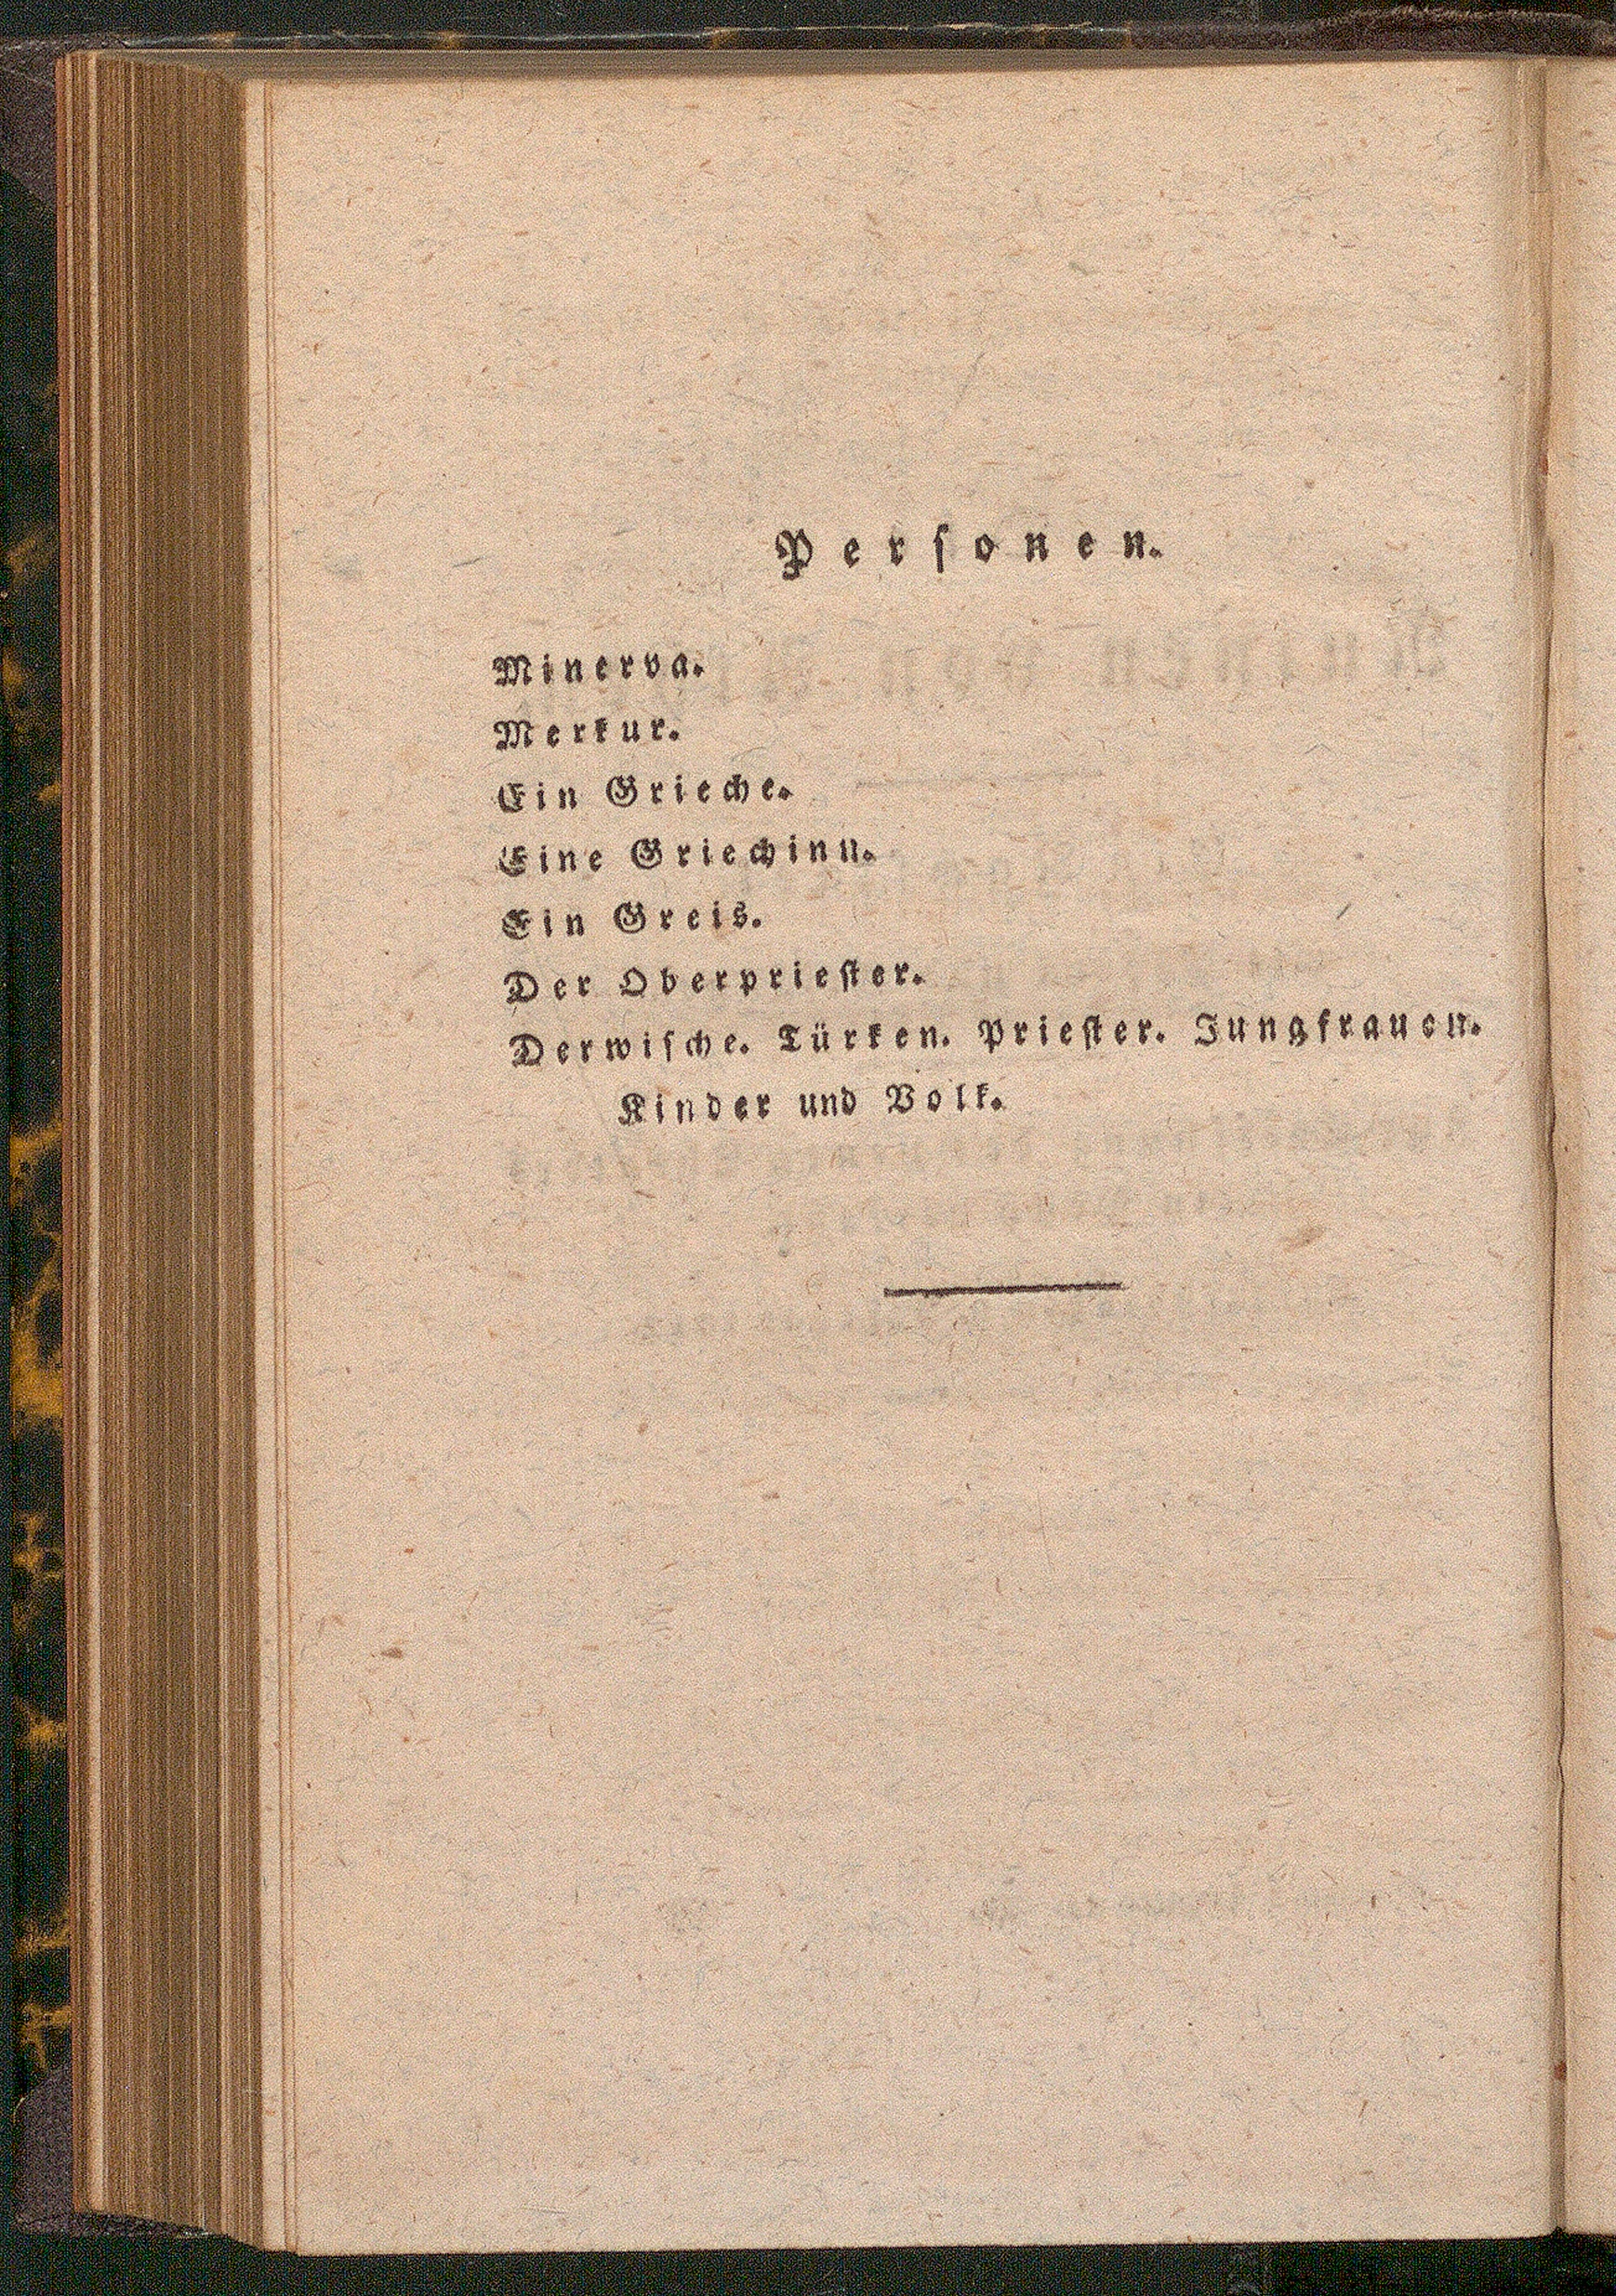 Personen.
Minerva.
Merkur.
Ein Grieche.
Eine Griechinn.
Ein Greis.
Der Oberpriester.
Derwische. Türken. Priester. Jungfrauen.
Kinder und Volk.